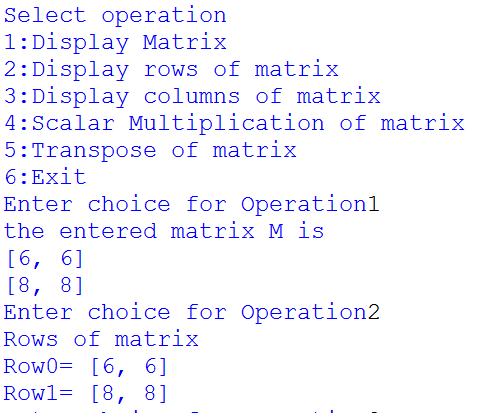 Select operation
1:Display Matrix
2:Display rows of matrix
3:Display columns of matrix
4:Scalar Multiplication of matrix
5:Transpose of matrix
6:Exit
Enter choice for Operation1
the entered matrix M is
[6, 6]
[8, 8]
Enter choice for Operation2
Rows of matrix
Row0= [6, 6]
Row1= [8, 8]